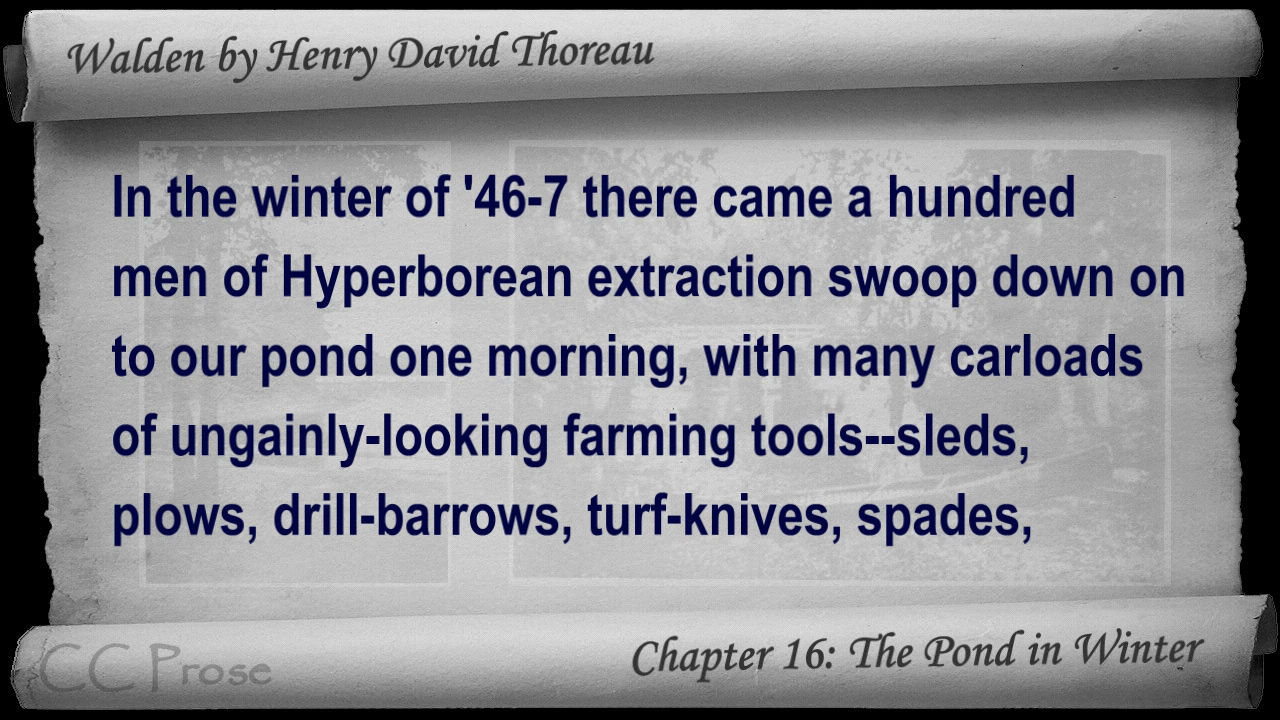 Walden by Henry David Thoreau
In the winter of '46-7 there came a hundred
men of Hyperborean extraction swoop down on
to our pond one morning, with many carloads
of ungainly-looking farming tools--sleds,
plows, drill-barrows, turf-knives, spades,
CC Prose
Chapter 16: The Pond in Winter